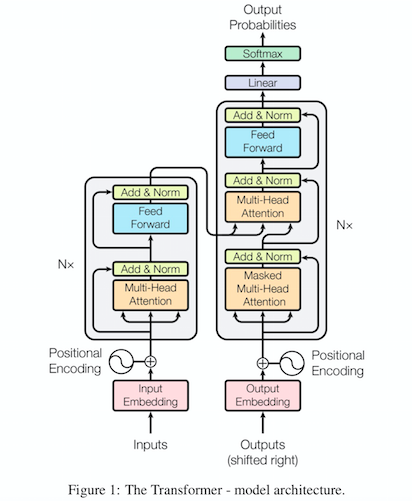 Output
Probabilities
Softmax
Linear
Add & Norm
Feed
Forward
Add & Norm
Multi-Head
Attention
Add & Norm
Masked
Multi-Head
Attention
N×
Positional
Encoding
Output
Embedding
Outputs
(shifted right)
Add & Norm
Feed
Forward
N×
Add & Norm
Multi-Head
Attention
Positional
Encoding
Input
Embedding
Inputs
Figure 1: The Transformer - model architecture.